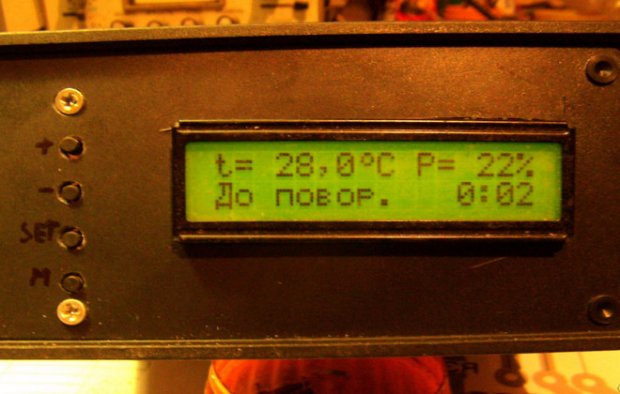 +
-
SET
M
t= 28,0°C P= 22%
До повор. 0:02